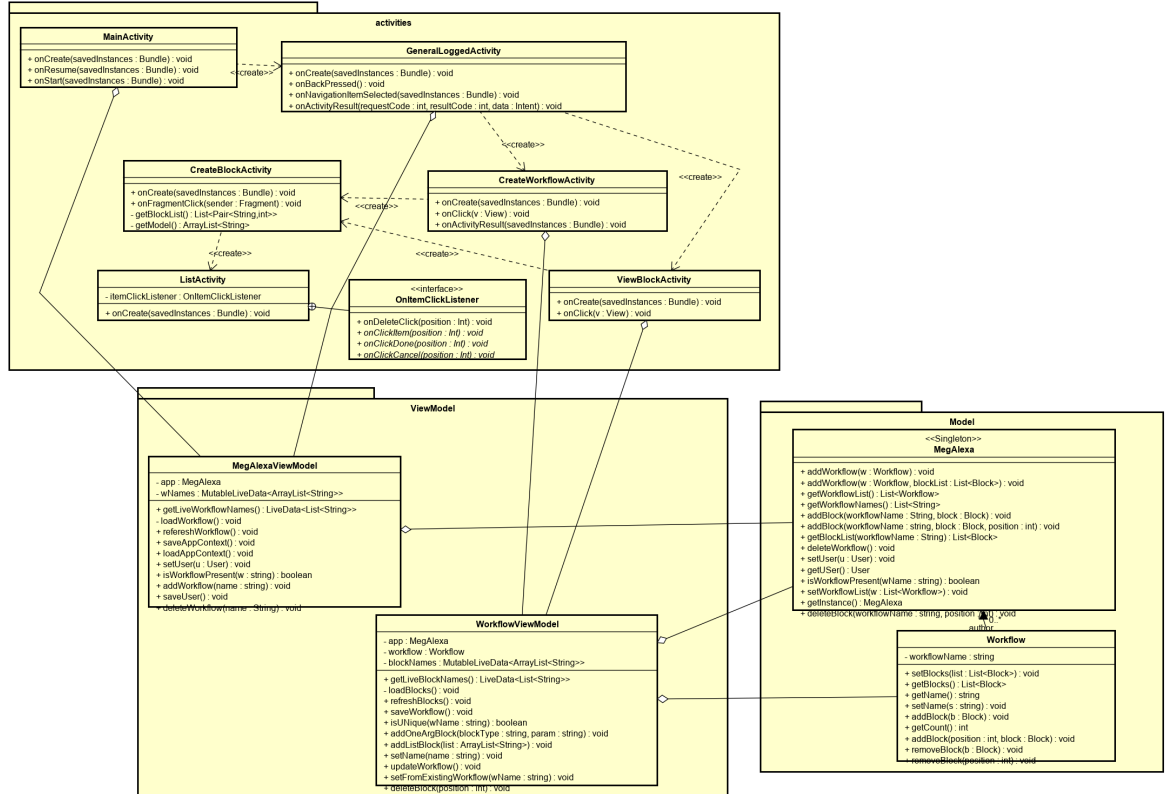 activities
MainActivity
+ onCreate(savedInstances : Bundle) : void
+ onResume(savedInstances : Bundle) : void
+ onStart(savedInstances : Bundle) : void
<<create>>
GeneralLoggedActivity
+ onCreate(savedInstances : Bundle) : void
+ onBackPressed() : void
+ onNavigationItemSelected(savedInstances : Bundle) : void
+ onActivityResult(requestCode : int, resultCode : int, data : Intent) : void
<<create>>
<<create>>
CreateBlockActivity
+ onCreate(savedInstances : Bundle) : void
+ onFragmentClick(sender : Fragment) : void
- getBlockList() : List<Pair<String,int>>
- getModel() : ArrayList<String>
<<create>>
CreateWorkflowActivity
+ onCreate(savedInstances : Bundle) : void
+ onClick(v : View) : void
+ onActivityResult(savedInstances : Bundle) : void
<<create>>
<<create>>
ListActivity
- itemClickListener : OnItemClickListener
+ onCreate(savedInstances : Bundle) : void
<<interface>>
OnItemClickListener
+ onDeleteClick(position : Int) : void
+ onClickItem(position : Int) : void
+ onClickDone(position : Int) : void
+ onClickCancel(position : Int) : void
ViewBlockActivity
+ onCreate(savedInstances : Bundle) : void
+ onClick(v : View) : void
ViewModel
MegAlexaViewModel
- app : MegAlexa
- wNames : MutableLiveData<ArrayList<String>>
+ getLiveWorkflowNames() : LiveData<List<String>>
- loadWorkflow() : void
+ refereshWorkflow() : void
+ saveAppContext() : void
+ loadAppContext() : void
+ setUser(u : User) : void
+ isWorkflowPresent(w : string) : boolean
+ addWorkflow(name : string) : void
+ saveUser() : void
+ deleteWorkflow(name : String) : void
WorkflowViewModel
- app : MegAlexa
- workflow : Workflow
- blockNames : MutableLiveData<ArrayList<String>>
+ getLiveBlockNames() : LiveData<List<String>>
- loadBlocks() : void
+ refreshBlocks() : void
+ saveWorkflow() : void
+ isUNique(wName : string) : boolean
+ addOneArgBlock(blockType : string, param : string) : void
+ addListBlock(list : ArrayList<String>) : void
+ setName(name : string) : void
+ updateWorkflow() : void
+ setFromExistingWorkflow(wName : string) : void
+ deleteBlock(position : Int) : void
Model
<<Singleton>>
MegAlexa
+ addWorkflow(w : Workflow) : void
+ addWorkflow(w : Workflow, blockList : List<Block>) : void
+ getWorkflowList() : List<Workflow>
+ getWorkflowNames() : List<String>
+ addBlock(workflowName : String, block : Block) : void
+ addBlock(workflowName : string, block : Block, position : int) : void
+ getBlockList(workflowName : String) : List<Block>
+ deleteWorkflow() : void
+ setUser(u : User) : void
+ getUSer() : User
+ isWorkflowPresent(wName : string) : boolean
+ setWorkflowList(w : List<Workflow>) : void
+ getInstance() : MegAlexa
+ deleteBlock(workflowName : string, position : int) : void
0..*
author
Workflow
- workflowName : string
+ setBlocks(list : List<Block>) : void
+ getBlocks() : List<Block>
+ getName() : string
+ setName(s : string) : void
+ addBlock(b : Block) : void
+ getCount() : int
+ addBlock(position : int, block : Block) : void
+ removeBlock(b : Block) : void
+ removeBlock(position : int) : void